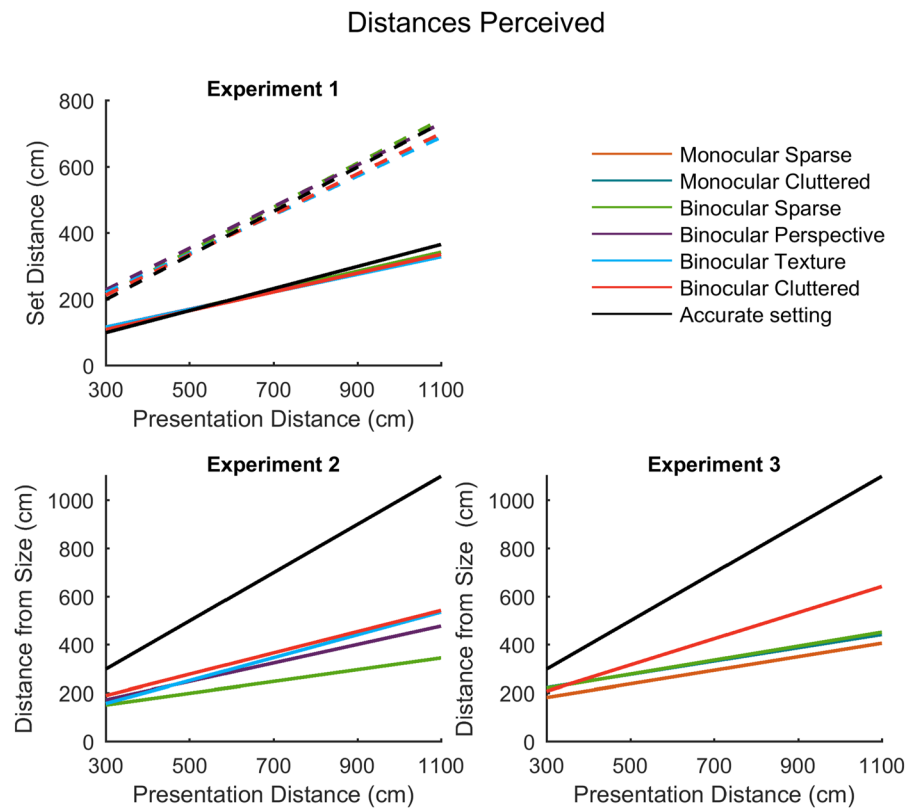 Distances Perceived
Experiment 1
Set Distance (cm)
800
600
400
200
0
300 500 700 900 1100
Presentation Distance (cm)
Monocular Sparse
Monocular Cluttered
Binocular Sparse
Binocular Perspective
Binocular Texture
Binocular Cluttered
Accurate setting
Experiment 2
Distance from Size (cm)
1000
800
600
400
200
0
300 500 700 900 1100
Presentation Distance (cm)
Experiment 3
Distance from Size (cm)
1000
800
600
400
200
0
300 500 700 900 1100
Presentation Distance (cm)